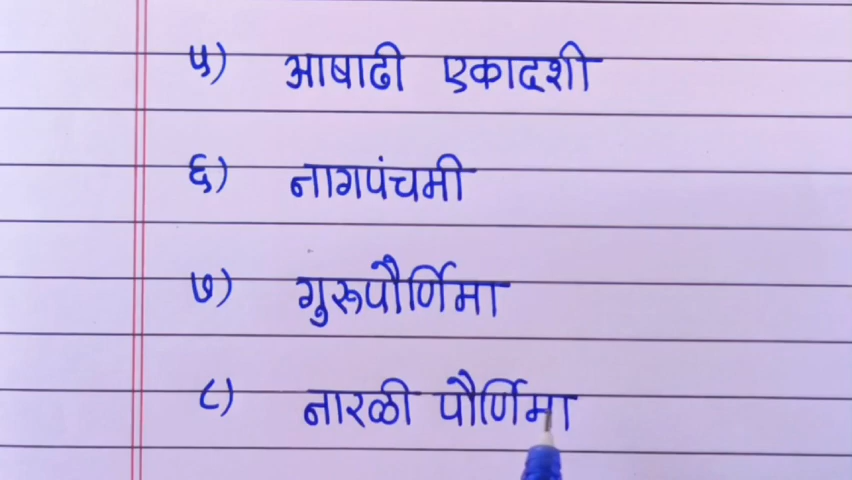 ५) आषाढी एकादशी
६) नागपंचमी
७) गुरूपौर्णिमा
८) नारळी पौर्णिमा